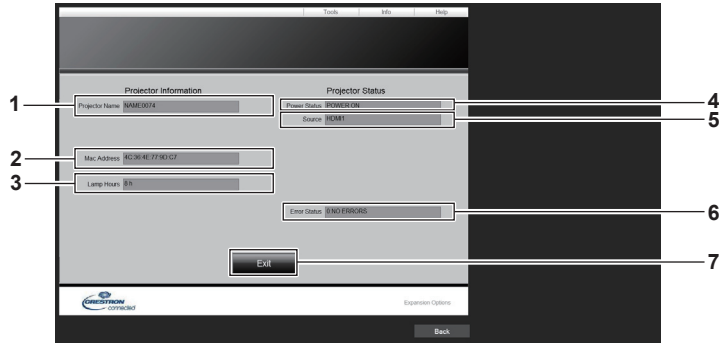 Tools Info Help
Projector Information Projector Status
1 Projector Name NAME0074 Power Status POWER ON 4
Source HDMI1 5
2 Mac Address 4C:36:4E:77:9D:C7
3 Lamp Hours 8 h
Error Status 0:NO ERRORS 6
Exit 7
CRESTRON connected Expansion Options
Back